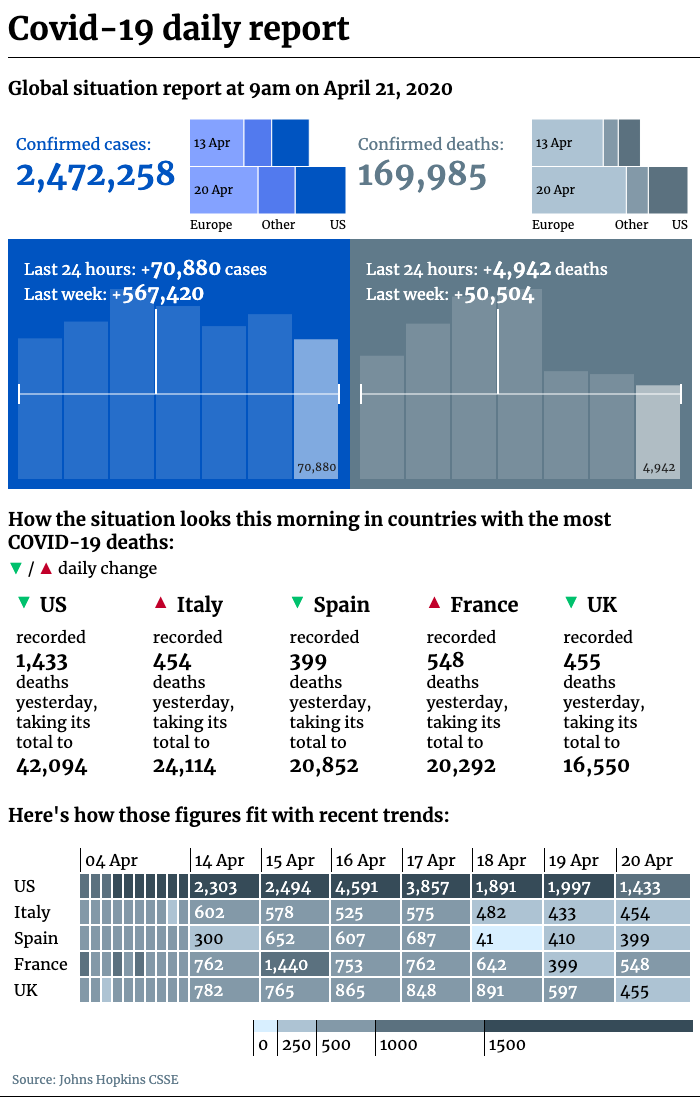 Covid-19 daily report
Global situation report at 9am on April 21, 2020
Confirmed cases:
2,472,258
13 Apr
20 Apr
Europe Other US
Confirmed deaths:
169,985
13 Apr
20 Apr
Europe Other US
Last 24 hours: +70,880 cases
Last week: +567,420
70,880
Last 24 hours: +4,942 deaths
Last week: +50,504
4,942
How the situation looks this morning in countries with the most
COVID-19 deaths:
▼ / ▲ daily change
▼ US
recorded
1,433
deaths
yesterday,
taking its
total to
42,094
▲ Italy
recorded
454
deaths
yesterday,
taking its
total to
24,114
▼ Spain
recorded
399
deaths
yesterday,
taking its
total to
20,852
▲ France
recorded
548
deaths
yesterday,
taking its
total to
20,292
▼ UK
recorded
455
deaths
yesterday,
taking its
total to
16,550
Here's how those figures fit with recent trends:
04 Apr 14 Apr 15 Apr 16 Apr 17 Apr 18 Apr 19 Apr 20 Apr
US 2,303 2,494 4,591 3,857 1,891 1,997 1,433
Italy 602 578 525 575 482 433 454
Spain 300 652 607 687 41 410 399
France 762 1,440 753 762 642 399 548
UK 782 765 865 848 891 597 455
0 250 500 1000 1500
Source: Johns Hopkins CSSE